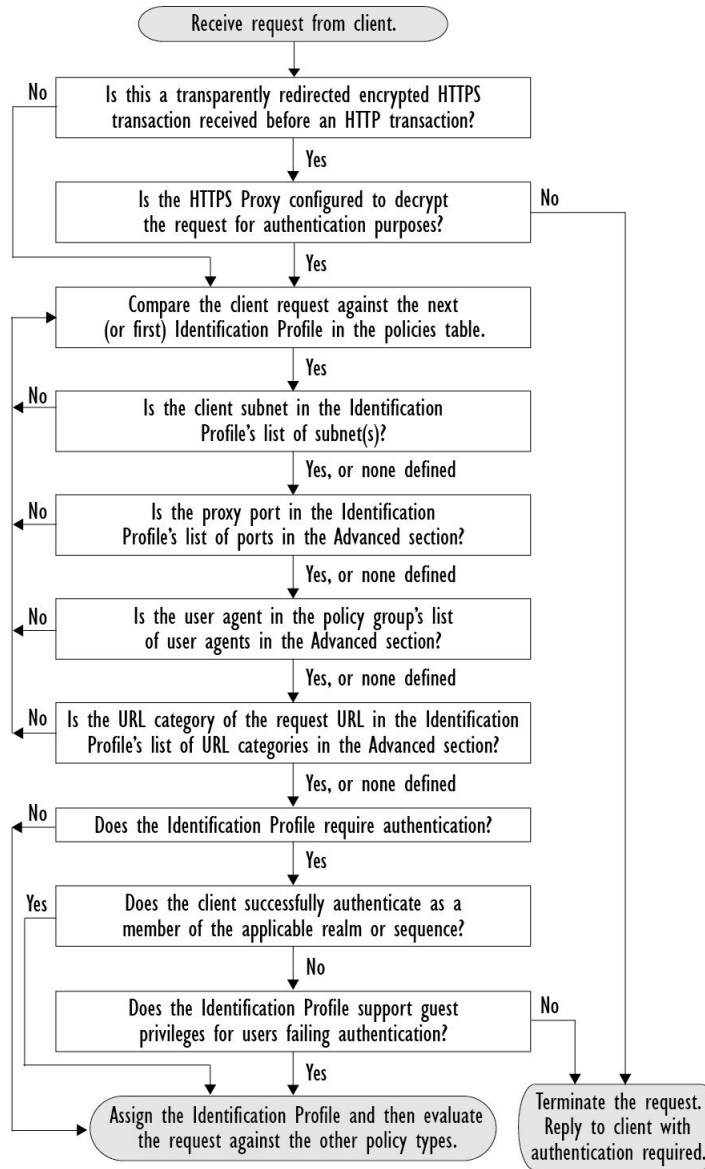 Receive request from client.
No
Is this a transparently redirected encrypted HTTPS
transaction received before an HTTP transaction?
Yes
Is the HTTPS Proxy configured to decrypt
the request for authentication purposes?
No
Yes
Compare the client request against the next
(or first) Identification Profile in the policies table.
Yes
No
Is the client subnet in the Identification
Profile's list of subnet(s)?
Yes, or none defined
No
Is the proxy port in the Identification
Profile's list of ports in the Advanced section?
Yes, or none defined
No
Is the user agent in the policy group's list
of user agents in the Advanced section?
Yes, or none defined
No
Is the URL category of the request URL in the Identification
Profile's list of URL categories in the Advanced section?
Yes, or none defined
No
Does the Identification Profile require authentication?
Yes
Yes
Does the client successfully authenticate as a
member of the applicable realm or sequence?
No
Does the Identification Profile support guest
privileges for users failing authentication?
No
Yes
Assign the Identification Profile and then evaluate
the request against the other policy types.
Terminate the request.
Reply to client with
authentication required.